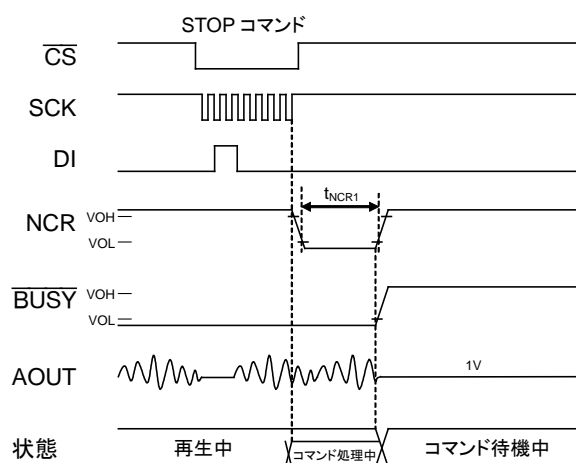 STOP コマンド
CS
SCK
DI
tNCR1
NCR
VOH
VOL
BUSY
VOH
VOL
AOUT
1V
状態
再生中
コマンド処理中
コマンド待機中